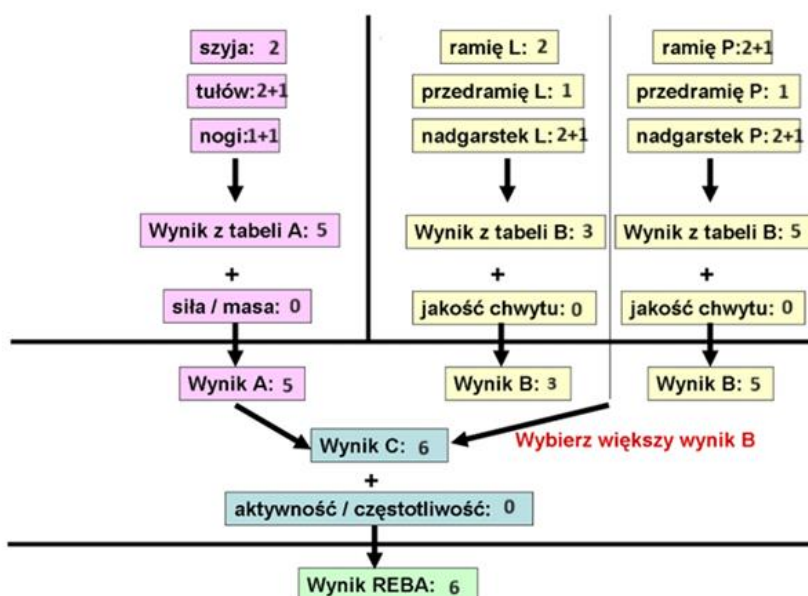 szyja: 2
ramię L: 2
ramię P:2+1
tułów:2+1
przedramię L: 1
przedramię P: 1
nogi:1+1
nadgarstek L:2+1
nadgarstek P:2+1
Wynik z tabeli A: 5
Wynik z tabeli B: 3
Wynik z tabeli B: 5
+
+
+
siła / masa: 0
jakość chwytu: 0
jakość chwytu: 0
Wynik A: 5
Wynik B: 3
Wynik B: 5
Wybierz większy wynik B
Wynik C: 6
+
aktywność / częstotliwość: 0
Wynik REBA: 6